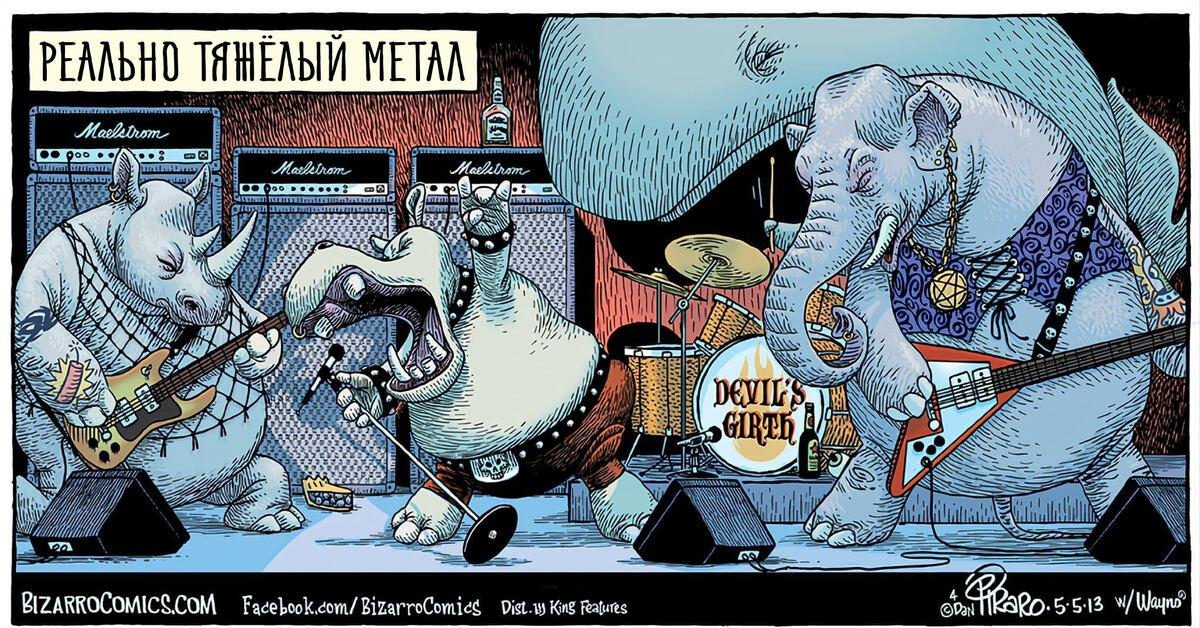 РЕАЛЬНО ТЯЖЁЛЫЙ МЕТАЛ
Maelstrom
Maelstrom
Maelstrom
DEVIL'S
GIRTH
BIZARROCOMICS.COM
Facebook.com/BizarroComics
Dist. by King Features
4
©Dan PIRARO·5·5·13 w/ Wayno®